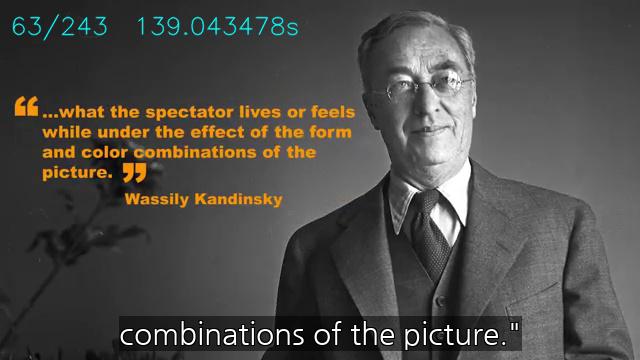 63/243 139.043478s
“ ...what the spectator lives or feels
while under the effect of the form
and color combinations of the
picture. ”
Wassily Kandinsky
combinations of the picture."